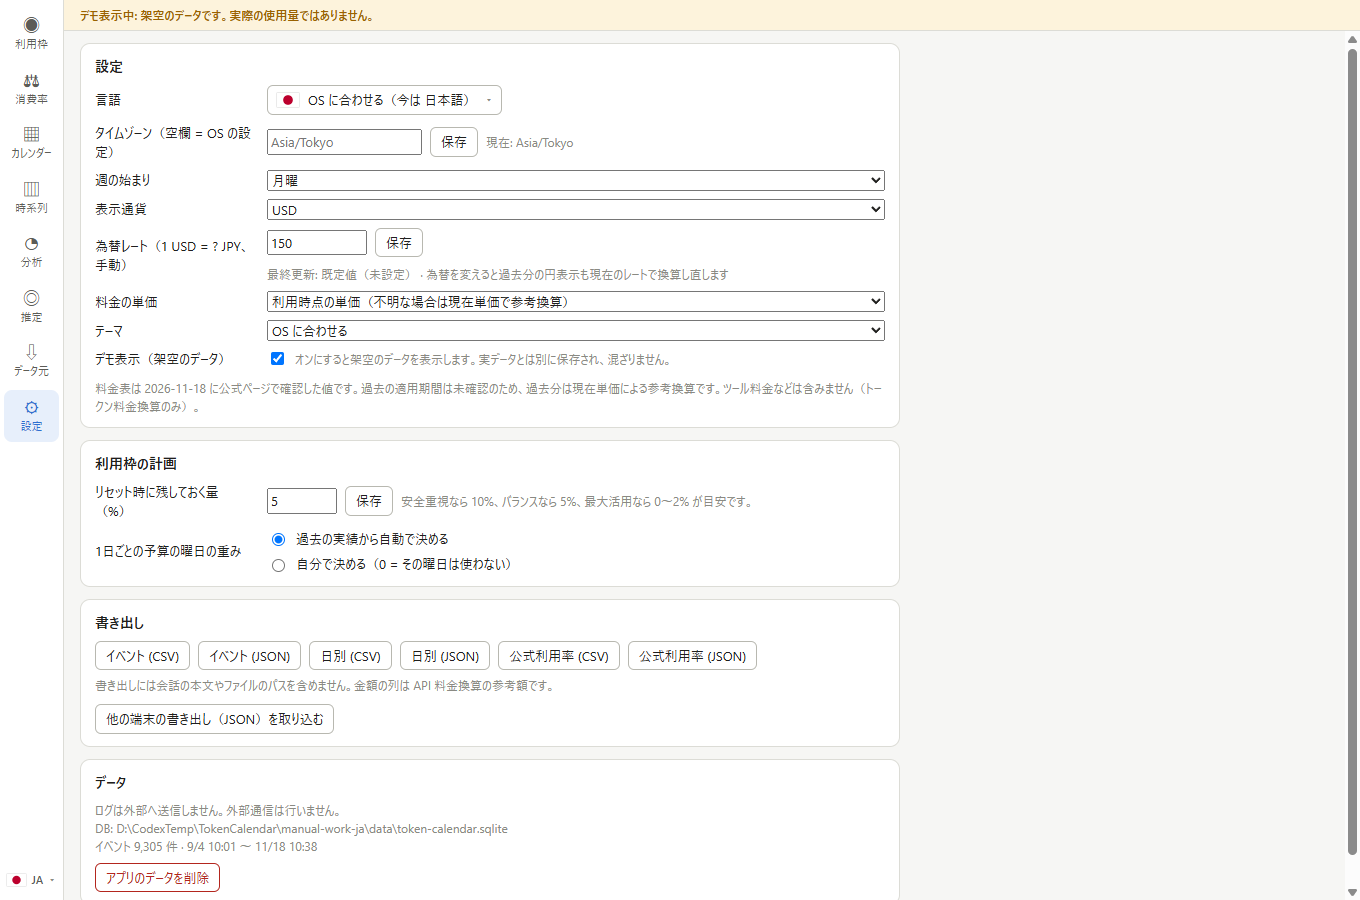 デモ表示中: 架空のデータです。実際の使用量ではありません。
利用枠
消費率
カレンダー
時系列
分析
推定
データ元
設定
JA
設定
言語
OS に合わせる（今は 日本語）
タイムゾーン（空欄 = OS の設
定）
Asia/Tokyo
保存
現在: Asia/Tokyo
週の始まり
月曜
表示通貨
USD
為替レート（1 USD = ? JPY、
手動）
150
保存
最終更新: 既定値（未設定） · 為替を変えると過去分の円表示も現在のレートで換算し直します
料金の単価
利用時点の単価（不明な場合は現在単価で参考換算）
テーマ
OS に合わせる
デモ表示（架空のデータ）
オンにすると架空のデータを表示します。実データとは別に保存され、混ざりません。
料金表は 2026-11-18 に公式ページで確認した値です。過去の適用期間は未確認のため、過去分は現在単価による参考換算です。ツール料金などは含みません（トー
クン料金換算のみ）。
利用枠の計画
リセット時に残しておく量
（%）
5
保存
安全重視なら 10%、バランスなら 5%、最大活用なら 0〜2% が目安です。
1日ごとの予算の曜日の重み
過去の実績から自動で決める
自分で決める（0 = その曜日は使わない）
書き出し
イベント (CSV)
イベント (JSON)
日別 (CSV)
日別 (JSON)
公式利用率 (CSV)
公式利用率 (JSON)
書き出しには会話の本文やファイルのパスを含めません。金額の列は API 料金換算の参考額です。
他の端末の書き出し（JSON）を取り込む
データ
ログは外部へ送信しません。外部通信は行いません。
DB: D:\CodexTemp\TokenCalendar\manual-work-ja\data\token-calendar.sqlite
イベント 9,305 件 · 9/4 10:01 〜 11/18 10:38
アプリのデータを削除